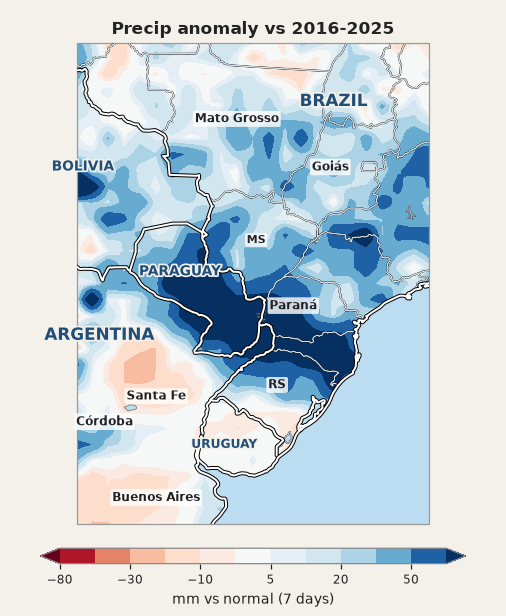 Precip anomaly vs 2016-2025
BRAZIL
Mato Grosso
BOLIVIA
Goiás
MS
PARAGUAY
Paraná
ARGENTINA
RS
Santa Fe
Córdoba
URUGUAY
Buenos Aires
−80 −30 −10 5 20 50
mm vs normal (7 days)